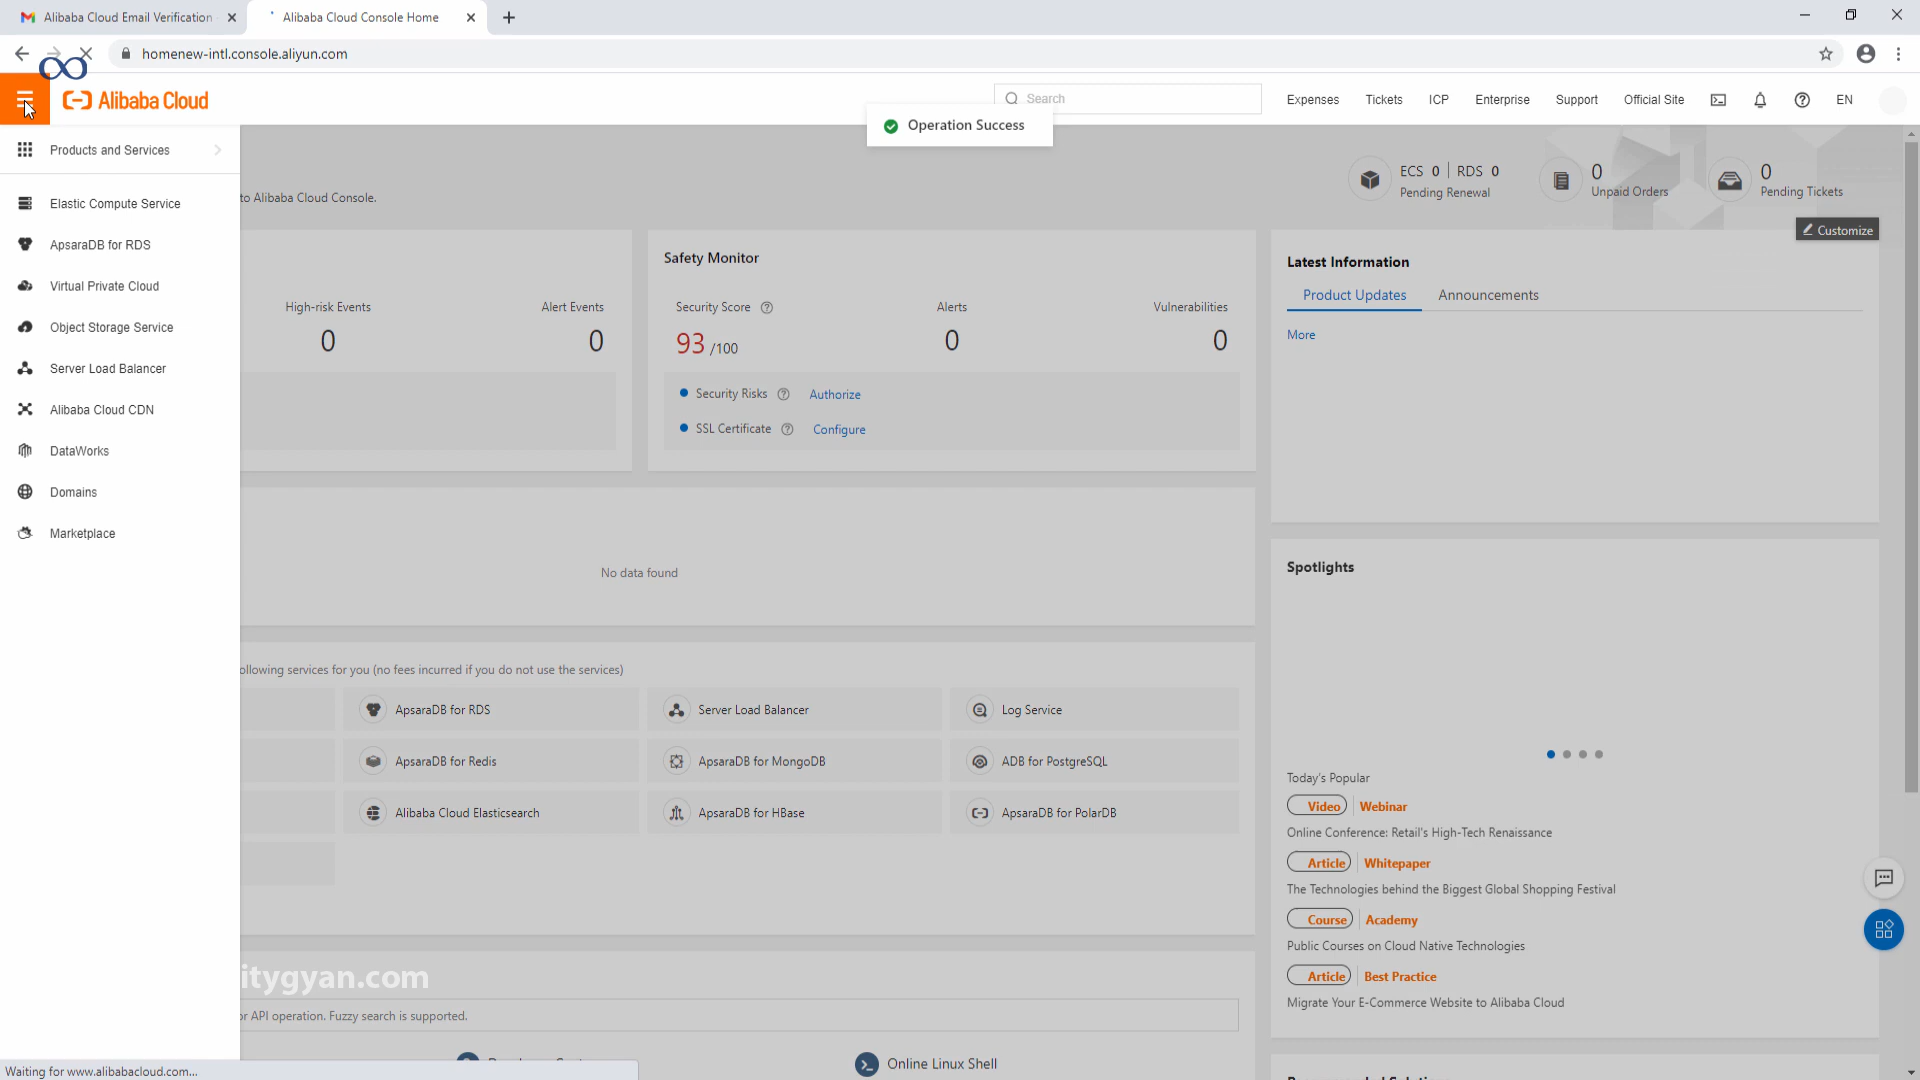 Alibaba Cloud Email Verification
Alibaba Cloud Console Home
homenew-intl.console.aliyun.com
Alibaba Cloud
Search
Expenses
Tickets
ICP
Enterprise
Support
Official Site
EN
Operation Success
Products and Services
Elastic Compute Service
ApsaraDB for RDS
Virtual Private Cloud
Object Storage Service
Server Load Balancer
Alibaba Cloud CDN
DataWorks
Domains
Marketplace
to Alibaba Cloud Console.
ECS 0 | RDS 0
Pending Renewal
0
Unpaid Orders
0
Pending Tickets
Customize
High-risk Events
0
Alert Events
0
Safety Monitor
Security Score
93 /100
Alerts
0
Vulnerabilities
0
Security Risks
Authorize
SSL Certificate
Configure
Latest Information
Product Updates
Announcements
More
No data found
ollowing services for you (no fees incurred if you do not use the services)
ApsaraDB for RDS
Server Load Balancer
Log Service
ApsaraDB for Redis
ApsaraDB for MongoDB
ADB for PostgreSQL
Alibaba Cloud Elasticsearch
ApsaraDB for HBase
ApsaraDB for PolarDB
Spotlights
Today's Popular
Video | Webinar
Online Conference: Retail's High-Tech Renaissance
Article | Whitepaper
The Technologies behind the Biggest Global Shopping Festival
Course | Academy
Public Courses on Cloud Native Technologies
Article | Best Practice
Migrate Your E-Commerce Website to Alibaba Cloud
itygyan.com
or API operation. Fuzzy search is supported.
Online Linux Shell
Waiting for www.alibabacloud.com...